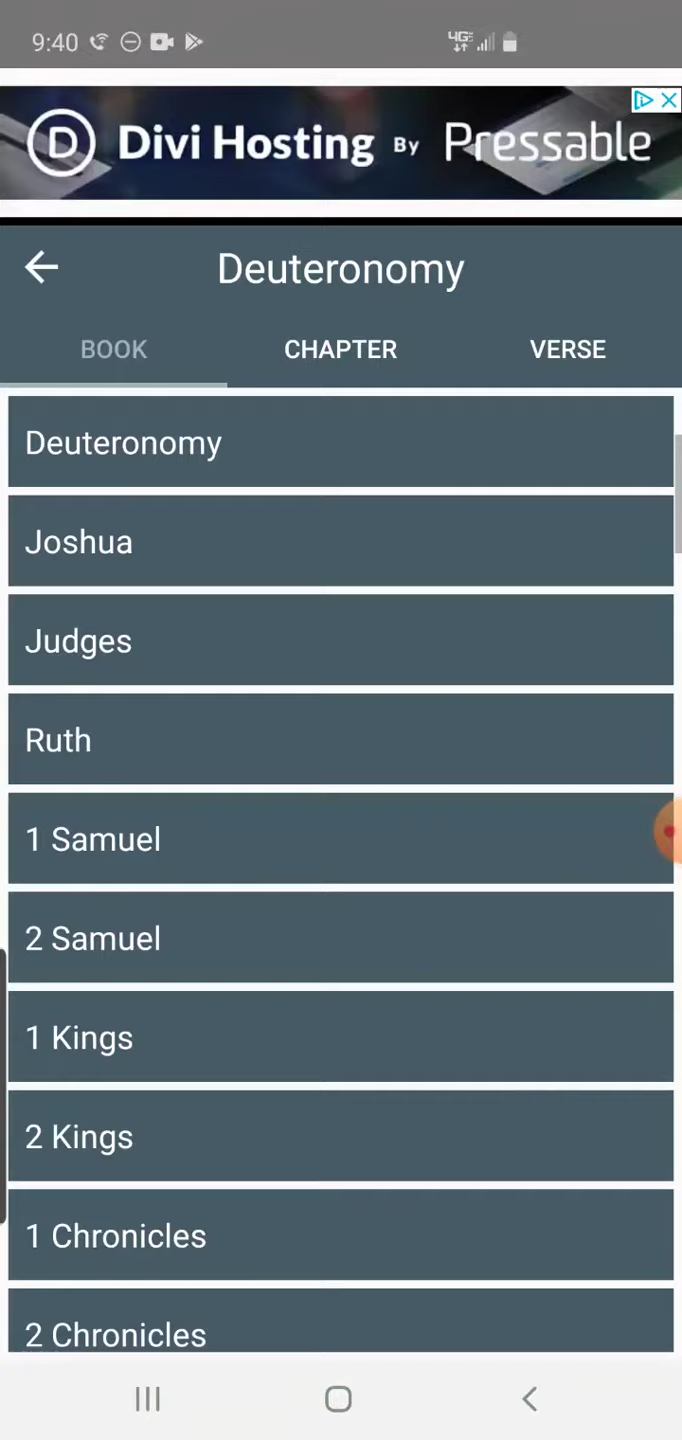 9:40
4GE
D Divi Hosting By Pressable
Deuteronomy
BOOK CHAPTER VERSE
Deuteronomy
Joshua
Judges
Ruth
1 Samuel
2 Samuel
1 Kings
2 Kings
1 Chronicles
2 Chronicles